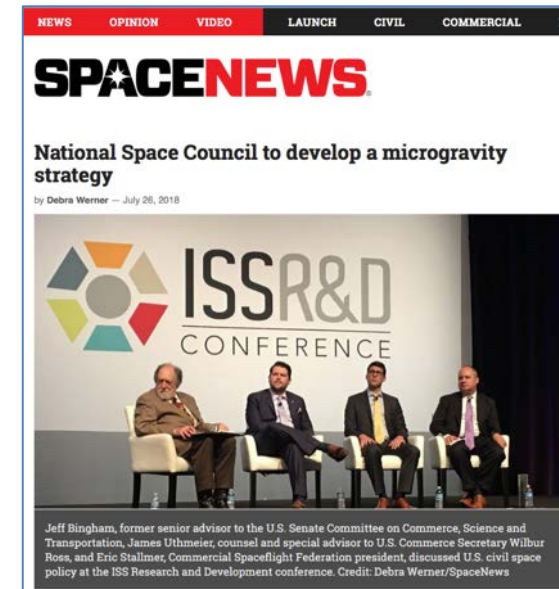 NEWS OPINION VIDEO LAUNCH CIVIL COMMERCIAL
SPACENEWS®
National Space Council to develop a microgravity
strategy
by Debra Werner — July 26, 2018
ISSR&D
CONFERENCE
Jeff Bingham, former senior advisor to the U.S. Senate Committee on Commerce, Science and
Transportation, James Uthmeier, counsel and special advisor to U.S. Commerce Secretary Wilbur
Ross, and Eric Stallmer, Commercial Spaceflight Federation president, discussed U.S. civil space
policy at the ISS Research and Development conference. Credit: Debra Werner/SpaceNews